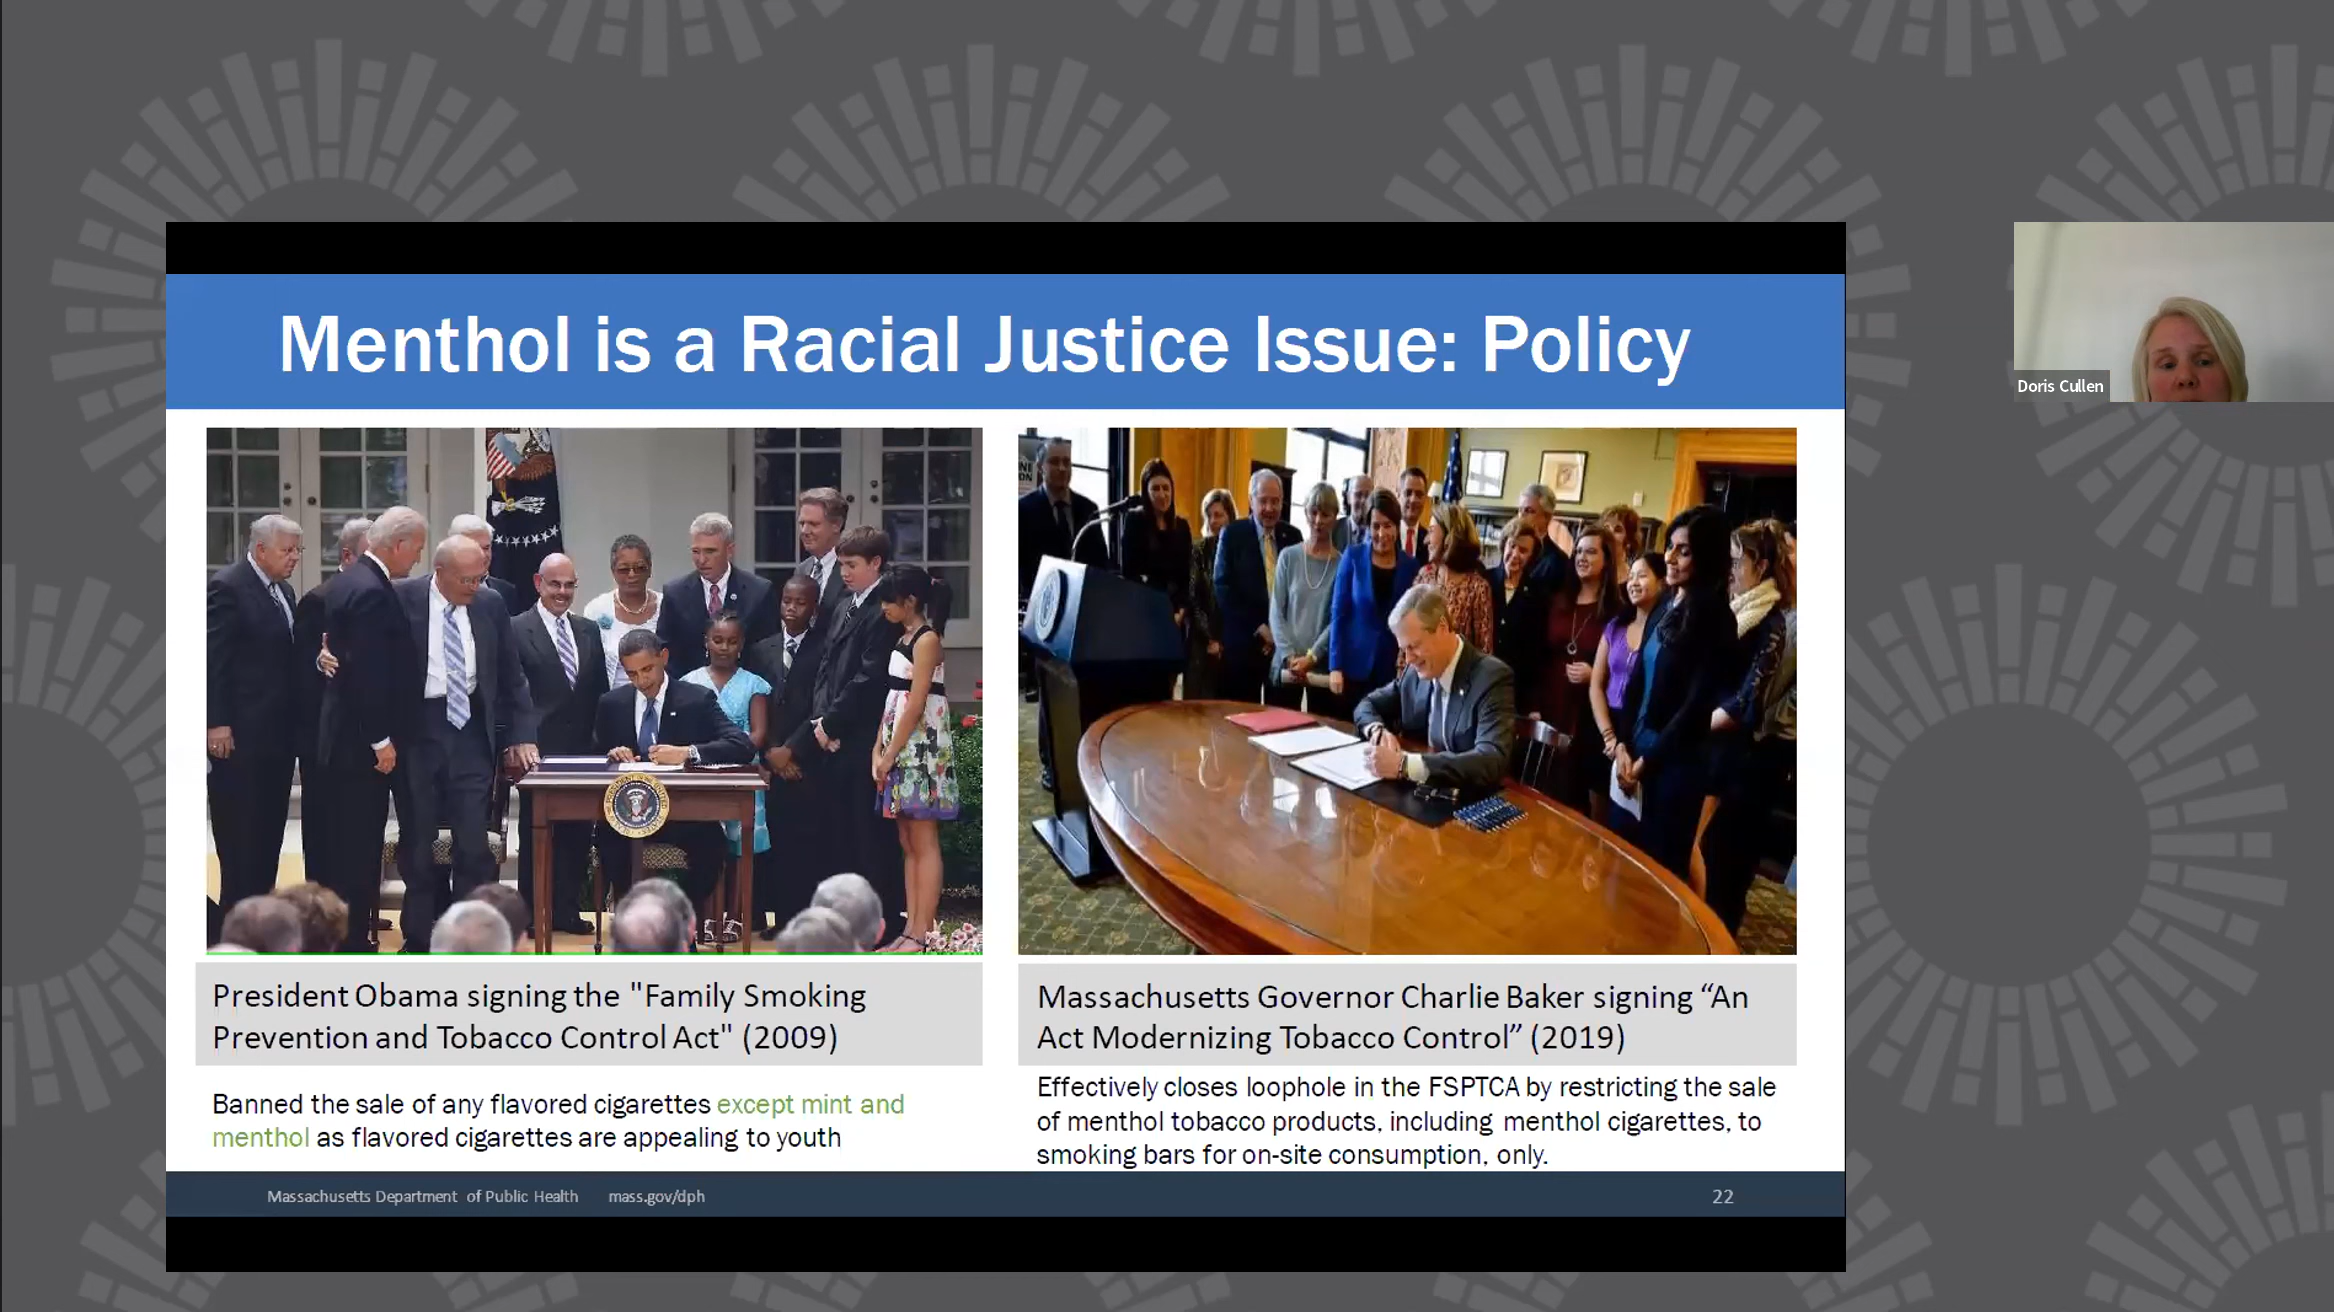 Menthol is a Racial Justice Issue: Policy
President Obama signing the "Family Smoking
Prevention and Tobacco Control Act" (2009)
Banned the sale of any flavored cigarettes except mint and
menthol as flavored cigarettes are appealing to youth
Massachusetts Governor Charlie Baker signing “An
Act Modernizing Tobacco Control” (2019)
Effectively closes loophole in the FSPTCA by restricting the sale
of menthol tobacco products, including menthol cigarettes, to
smoking bars for on-site consumption, only.
Massachusetts Department of Public Health mass.gov/dph
22
Doris Cullen